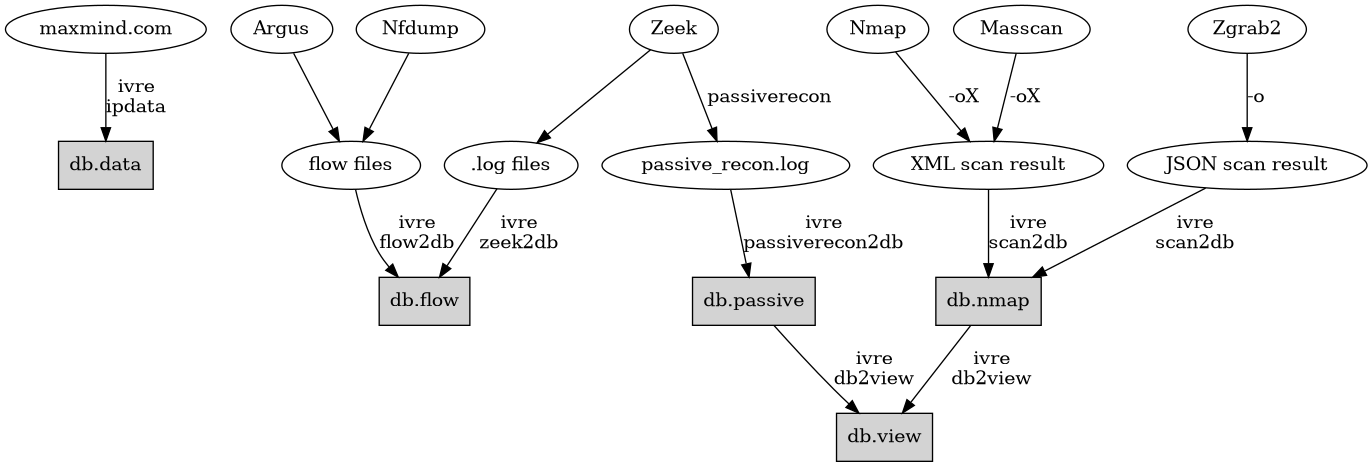 maxmind.com
Argus
Nfdump
Zeek
Nmap
Masscan
Zgrab2
ivre
ipdata
passiverecon
-oX
-oX
-o
db.data
flow files
.log files
passive_recon.log
XML scan result
JSON scan result
ivre
flow2db
ivre
zeek2db
ivre
passiverecon2db
ivre
scan2db
ivre
scan2db
db.flow
db.passive
db.nmap
ivre
db2view
ivre
db2view
db.view